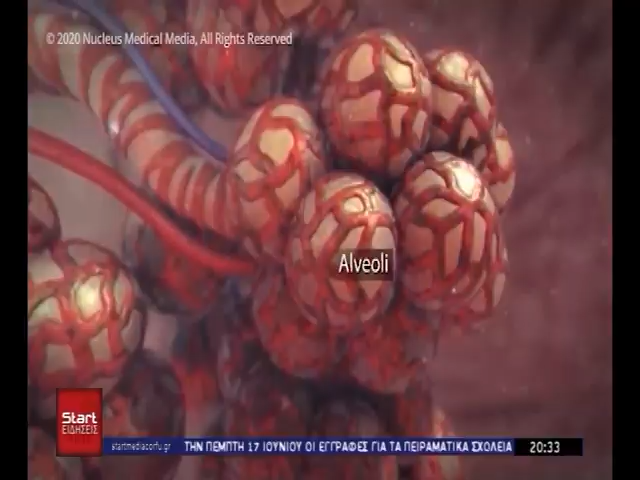 © 2020 Nucleus Medical Media, All Rights Reserved
Alveoli
Start
ΕΙΔΗΣΕΙΣ
startmediacorfu.gr
ΤΗΝ ΠΕΜΠΤΗ 17 ΙΟΥΝΙΟΥ ΟΙ ΕΓΓΡΑΦΕΣ ΓΙΑ ΤΑ ΠΕΙΡΑΜΑΤΙΚΑ ΣΧΟΛΕΙΑ
20:33